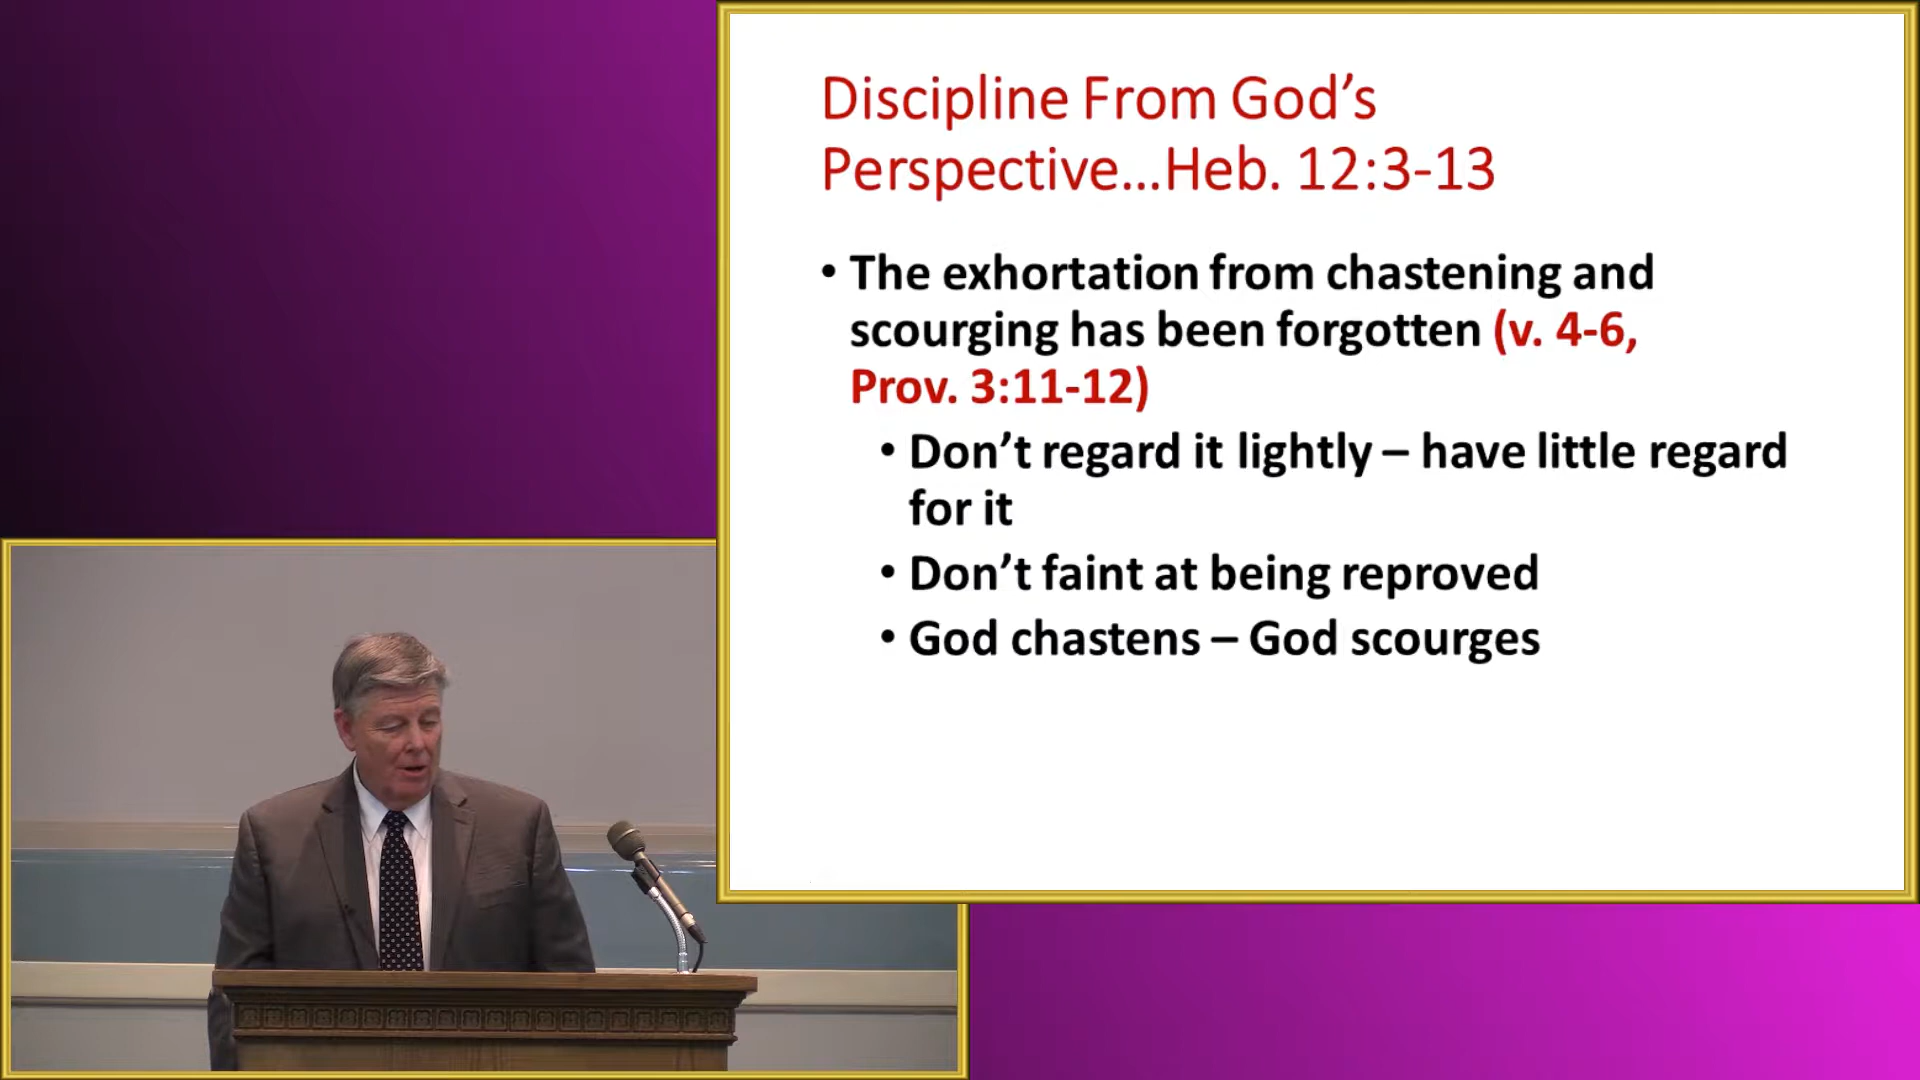 Discipline From God’s
Perspective…Heb. 12:3-13
• The exhortation from chastening and
scourging has been forgotten (v. 4-6,
Prov. 3:11-12)
• Don’t regard it lightly – have little regard
for it
• Don’t faint at being reproved
• God chastens – God scourges